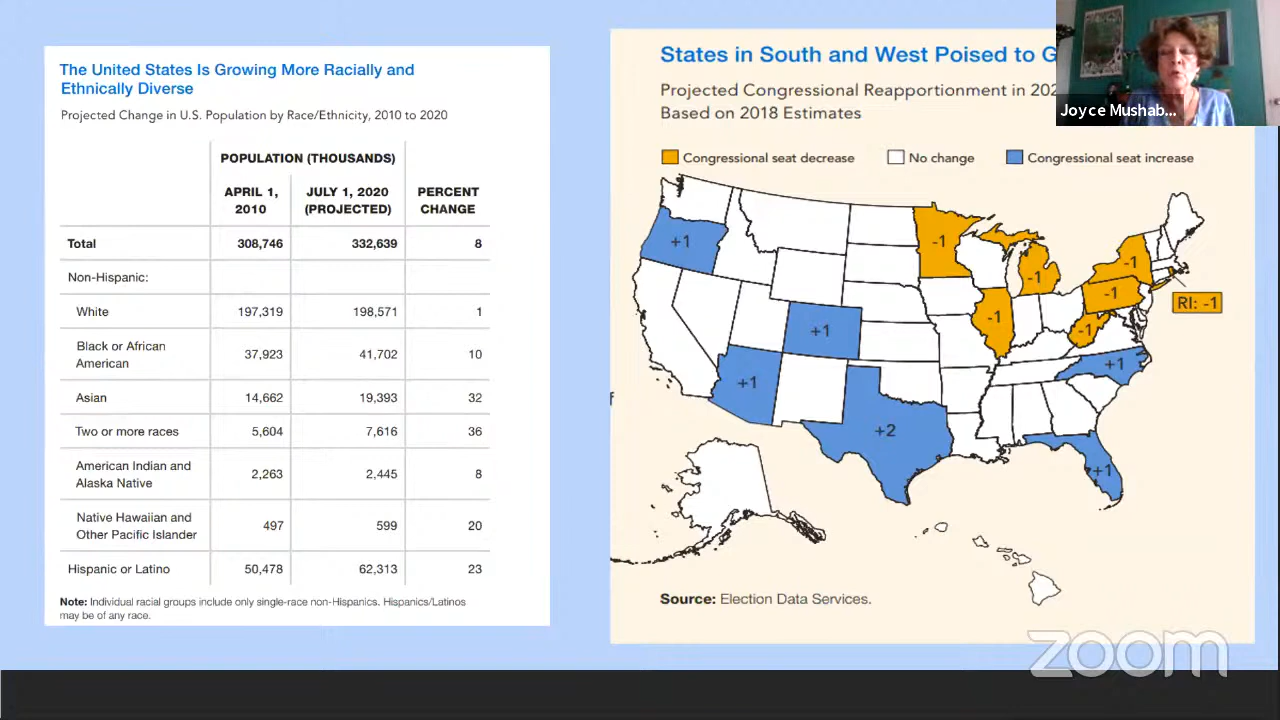 The United States Is Growing More Racially and
Ethnically Diverse
Projected Change in U.S. Population by Race/Ethnicity, 2010 to 2020
POPULATION (THOUSANDS)
APRIL 1, 2010 JULY 1, 2020 (PROJECTED) PERCENT CHANGE
Total 308,746 332,639 8
Non-Hispanic:
White 197,319 198,571 1
Black or African American 37,923 41,702 10
Asian 14,662 19,393 32
Two or more races 5,604 7,616 36
American Indian and Alaska Native 2,263 2,445 8
Native Hawaiian and Other Pacific Islander 497 599 20
Hispanic or Latino 50,478 62,313 23
Note: Individual racial groups include only single-race non-Hispanics. Hispanics/Latinos
may be of any race.
States in South and West Poised to G
Projected Congressional Reapportionment in 202
Based on 2018 Estimates
Joyce Mushab...
Congressional seat decrease No change Congressional seat increase
+1
-1
-1
-1
-1
-1
RI: -1
-1
+1
+1
+1
+2
+1
Source: Election Data Services.
zoom